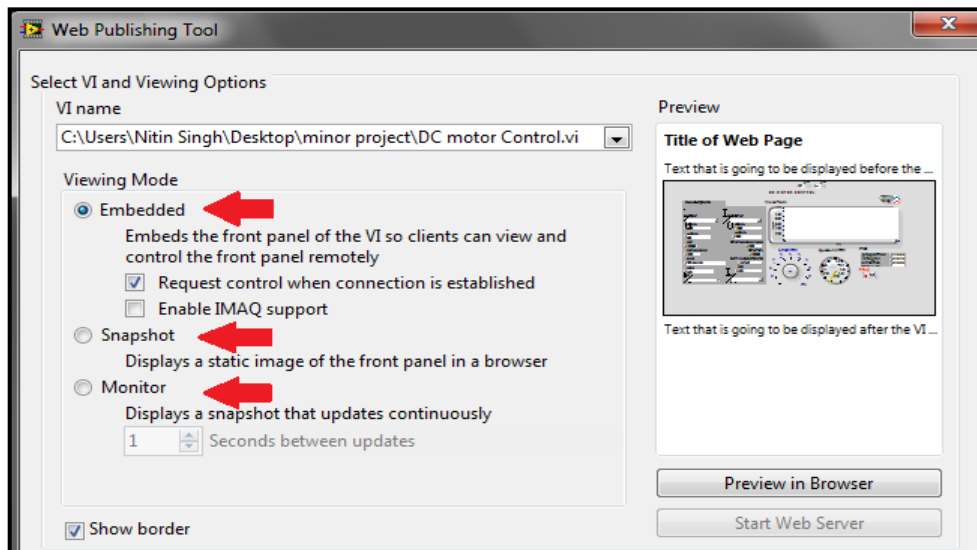 Web Publishing Tool
Select VI and Viewing Options
VI name
C:\Users\Nitin Singh\Desktop\minor project\DC motor Control.vi
Viewing Mode
Embedded
Embeds the front panel of the VI so clients can view and
control the front panel remotely
Request control when connection is established
Enable IMAQ support
Snapshot
Displays a static image of the front panel in a browser
Monitor
Displays a snapshot that updates continuously
1 Seconds between updates
Show border
Preview
Title of Web Page
Text that is going to be displayed before the ...
Text that is going to be displayed after the VI ...
Preview in Browser
Start Web Server